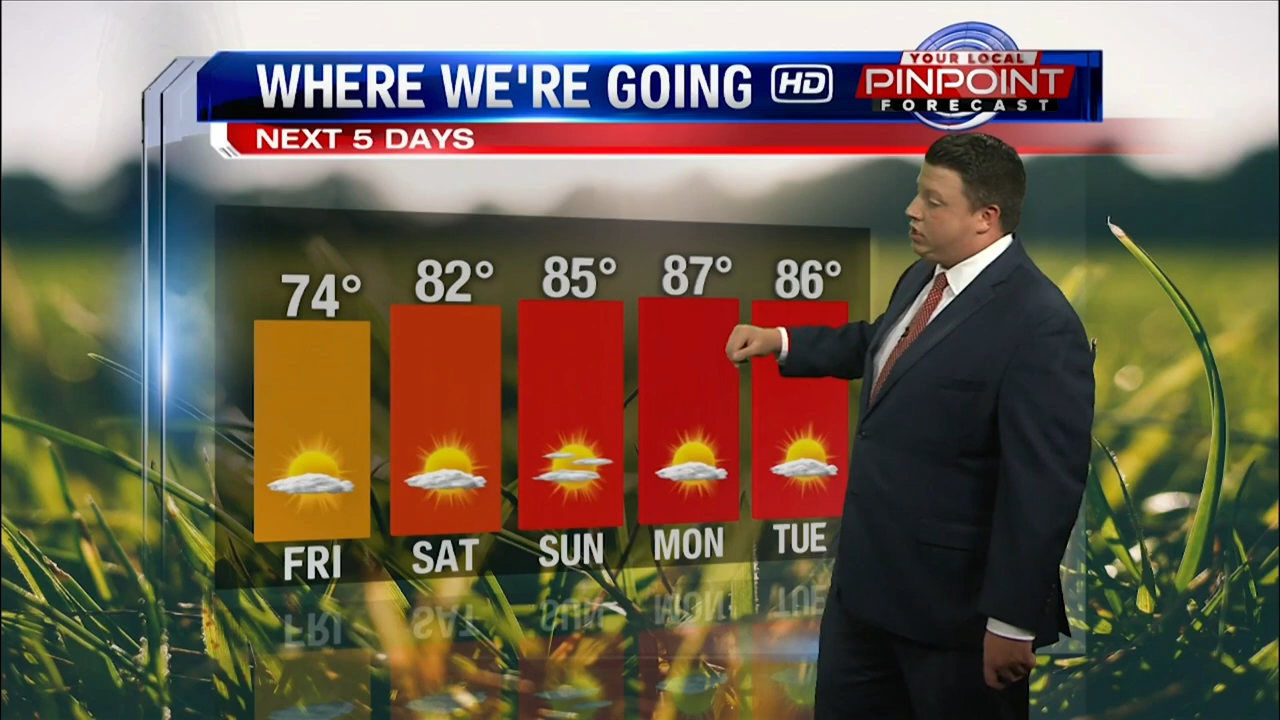 WHERE WE'RE GOING HD
YOUR LOCAL
PINPOINT
FORECAST
NEXT 5 DAYS
74° 82° 85° 87° 86°
FRI SAT SUN MON TUE